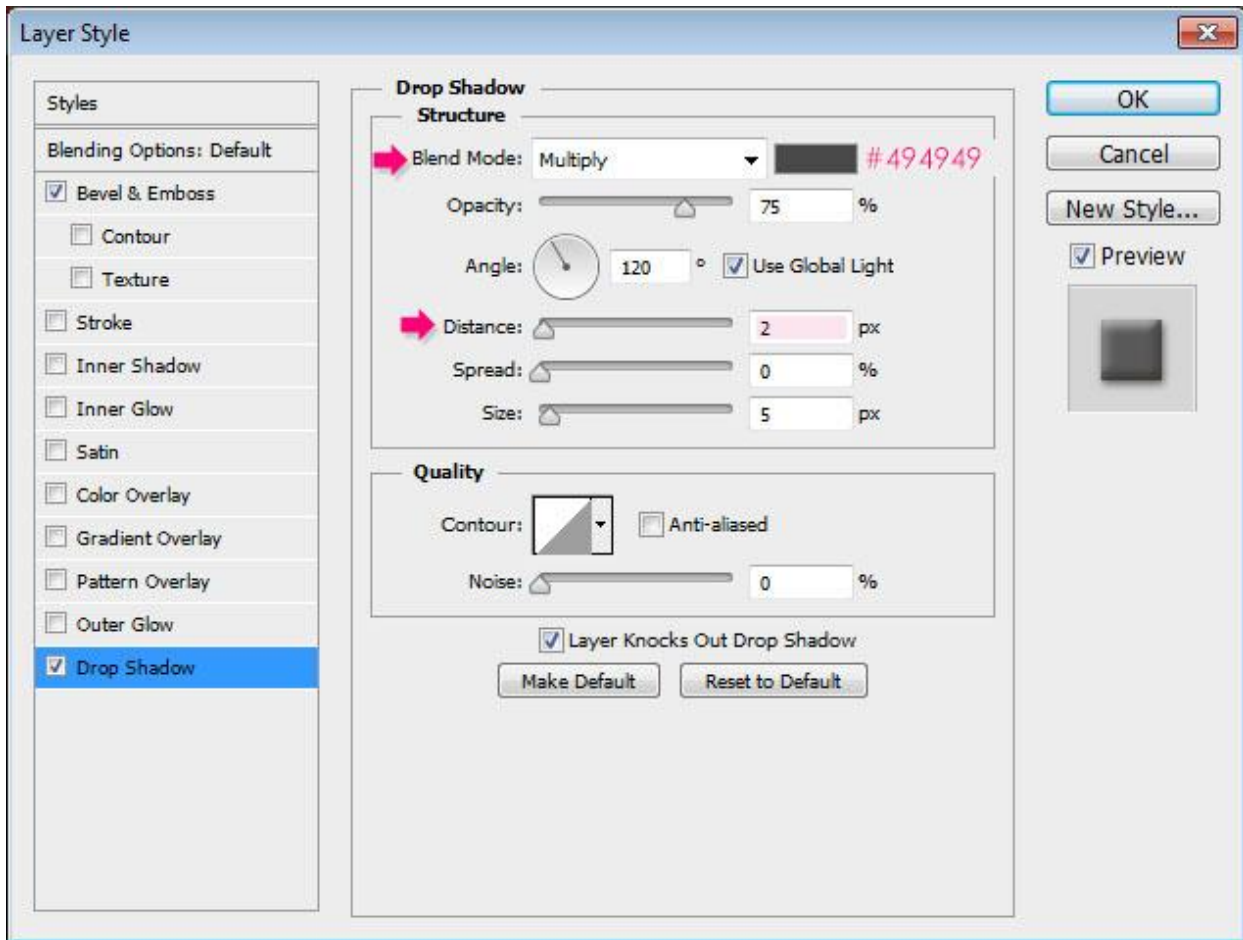 Layer Style
Styles
Blending Options: Default
Bevel & Emboss
Contour
Texture
Stroke
Inner Shadow
Inner Glow
Satin
Color Overlay
Gradient Overlay
Pattern Overlay
Outer Glow
Drop Shadow
Drop Shadow
Structure
Blend Mode: Multiply #494949
Opacity: 75 %
Angle: 120 ° Use Global Light
Distance: 2 px
Spread: 0 %
Size: 5 px
Quality
Contour: Anti-aliased
Noise: 0 %
Layer Knocks Out Drop Shadow
Make Default Reset to Default
OK
Cancel
New Style...
Preview